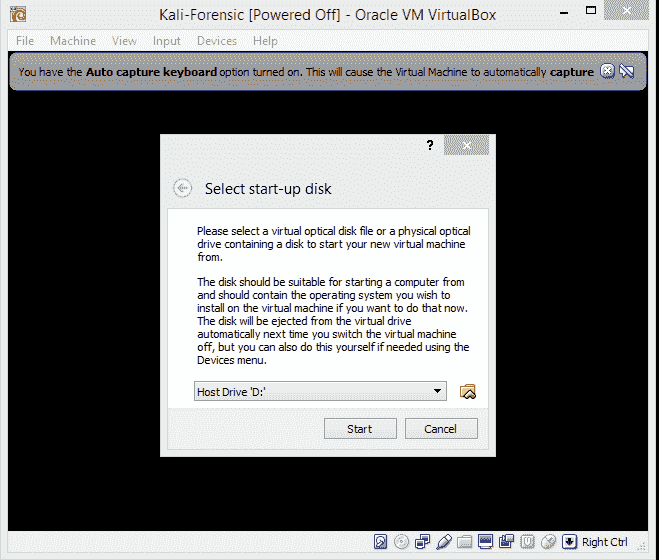 Kali-Forensic [Powered Off] - Oracle VM VirtualBox
File Machine View Input Devices Help
You have the Auto capture keyboard option turned on. This will cause the Virtual Machine to automatically capture
?
Select start-up disk
Please select a virtual optical disk file or a physical optical
drive containing a disk to start your new virtual machine
from.
The disk should be suitable for starting a computer from
and should contain the operating system you wish to
install on the virtual machine if you want to do that now.
The disk will be ejected from the virtual drive
automatically next time you switch the virtual machine
off, but you can also do this yourself if needed using the
Devices menu.
Host Drive 'D:'
Start Cancel
Right Ctrl